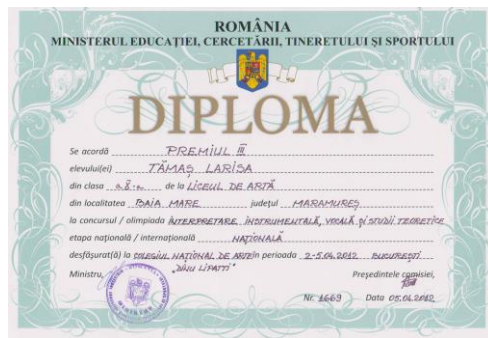 ROMÂNIA
MINISTERUL EDUCAȚIEI, CERCETĂRII, TINERETULUI ȘI SPORTULUI
DIPLOMA
Se acordă PREMIUL III
elevului(ei) TĂMAȘ LARISA
din clasa a X-a de la LICEUL DE ARTĂ
din localitatea BAIA MARE județul MARAMUREȘ
la concursul / olimpiada INTERPRETARE INSTRUMENTALĂ, VOCALĂ ȘI STUDII TEORETICE
etapa națională / internațională NAȚIONALĂ
desfășurat(ă) la COLEGIUL NAȚIONAL DE ARTE în perioada 2-5.04.2012 BUCUREȘTI
"DINU LIPATTI"
Ministru, Președintele comisiei,
Nr. 1669 Data 05.04.2012